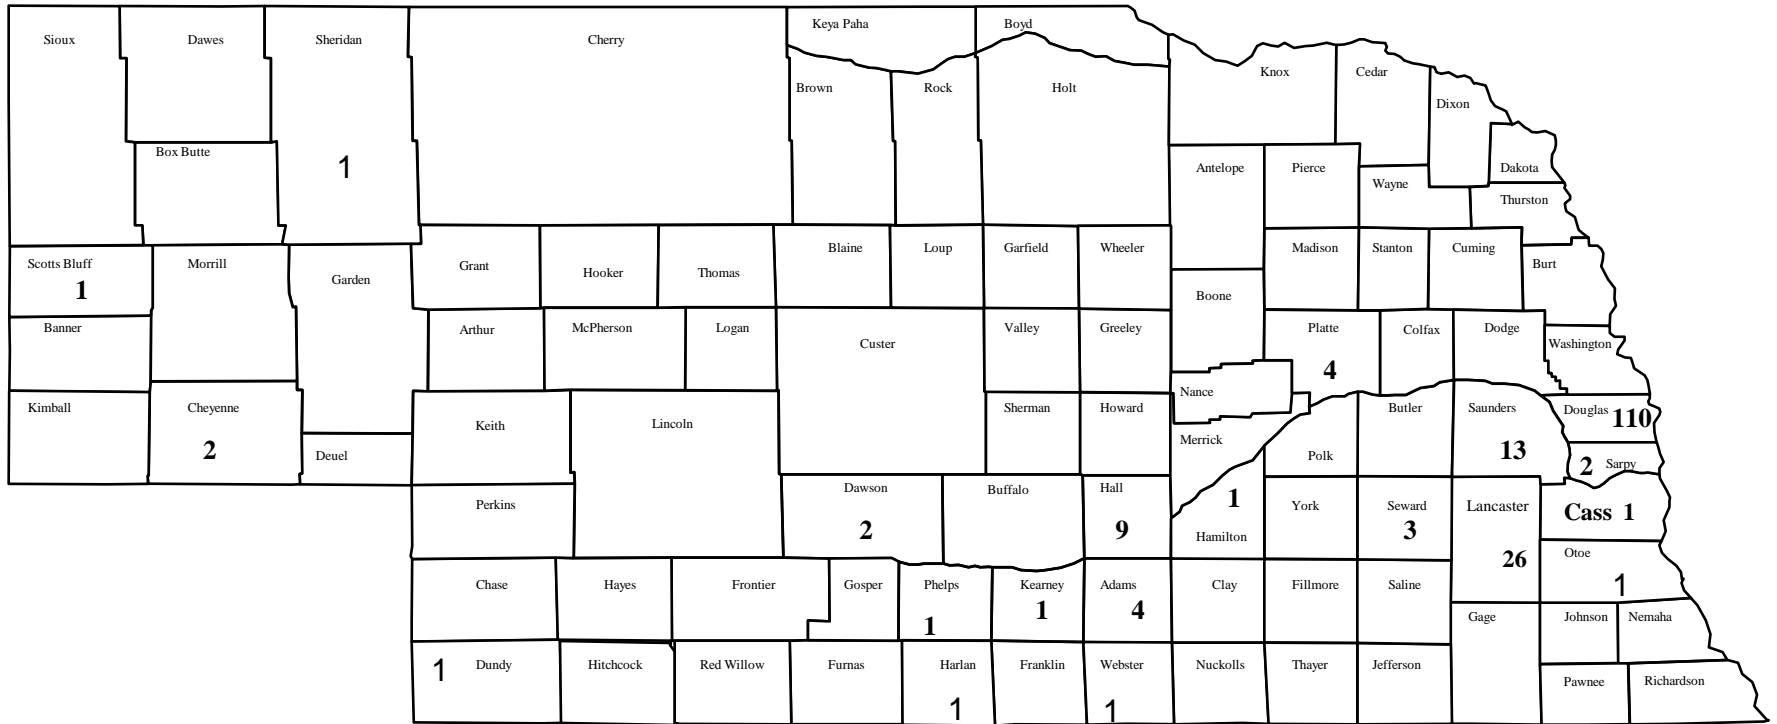 Sioux
Dawes
Sheridan
Cherry
Keya Paha
Boyd
Knox
Cedar
Brown
Rock
Holt
Dixon
Box Butte
1
Antelope
Pierce
Wayne
Dakota
Thurston
Scotts Bluff
1
Morrill
Garden
Grant
Hooker
Thomas
Blaine
Loup
Garfield
Wheeler
Boone
Madison
Stanton
Cuming
Burt
Banner
Arthur
McPherson
Logan
Custer
Valley
Greeley
Platte
4
Colfax
Dodge
Washington
Kimball
Cheyenne
2
Deuel
Keith
Lincoln
Sherman
Howard
Nance
Merrick
Polk
Butler
Saunders
13
Douglas 110
2 Sarpy
Perkins
Dawson
2
Buffalo
Hall
9
1
Hamilton
York
Seward
3
Lancaster
26
Cass 1
Otoe
1
Chase
Hayes
Frontier
Gosper
Phelps
1
Kearney
1
Adams
4
Clay
Fillmore
Saline
Gage
Johnson
Nemaha
1 Dundy
Hitchcock
Red Willow
Furnas
Harlan
1
Franklin
Webster
1
Nuckolls
Thayer
Jefferson
Pawnee
Richardson